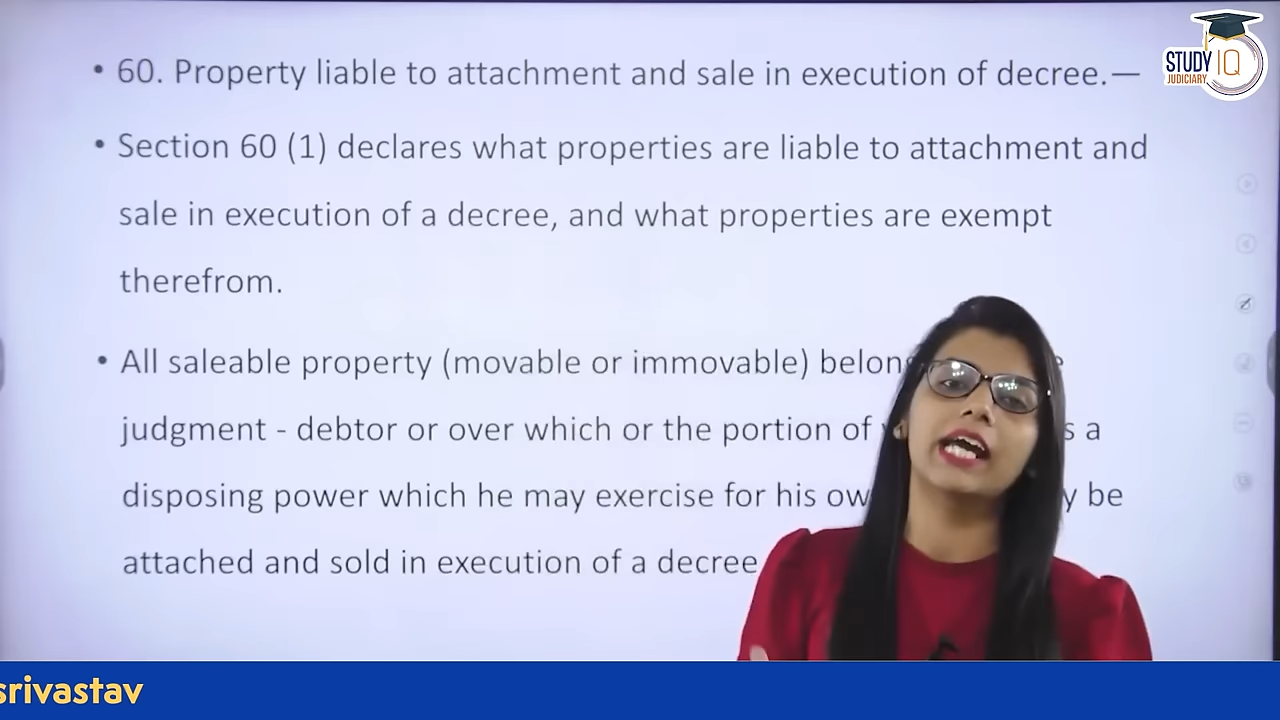 • 60. Property liable to attachment and sale in execution of decree.—
STUDY IQ
JUDICIARY
• Section 60 (1) declares what properties are liable to attachment and
sale in execution of a decree, and what properties are exempt
therefrom.
• All saleable property (movable or immovable)
judgment - debtor or over which or the portion of a
disposing power which he may exercise for his be
attached and sold in execution of a decree
srivastav